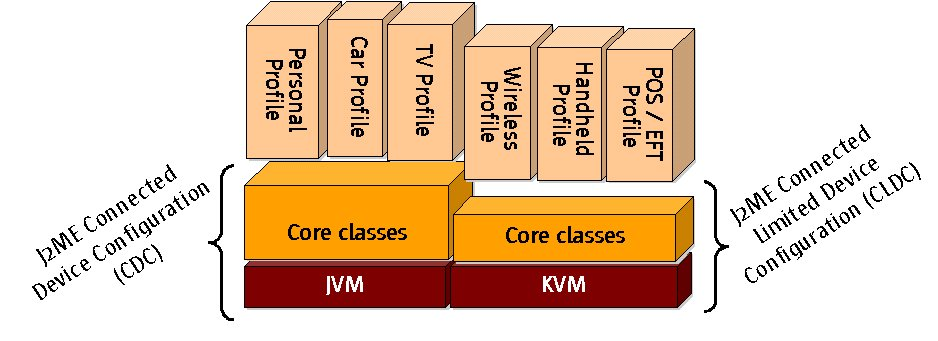 Personal
Profile
Car Profile
TV Profile
Wireless
Profile
Handheld
Profile
POS / EFT
Profile
J2ME Connected
Device Configuration
(CDC)
Core classes
Core classes
J2ME Connected
Limited Device
Configuration (CLDC)
JVM
KVM